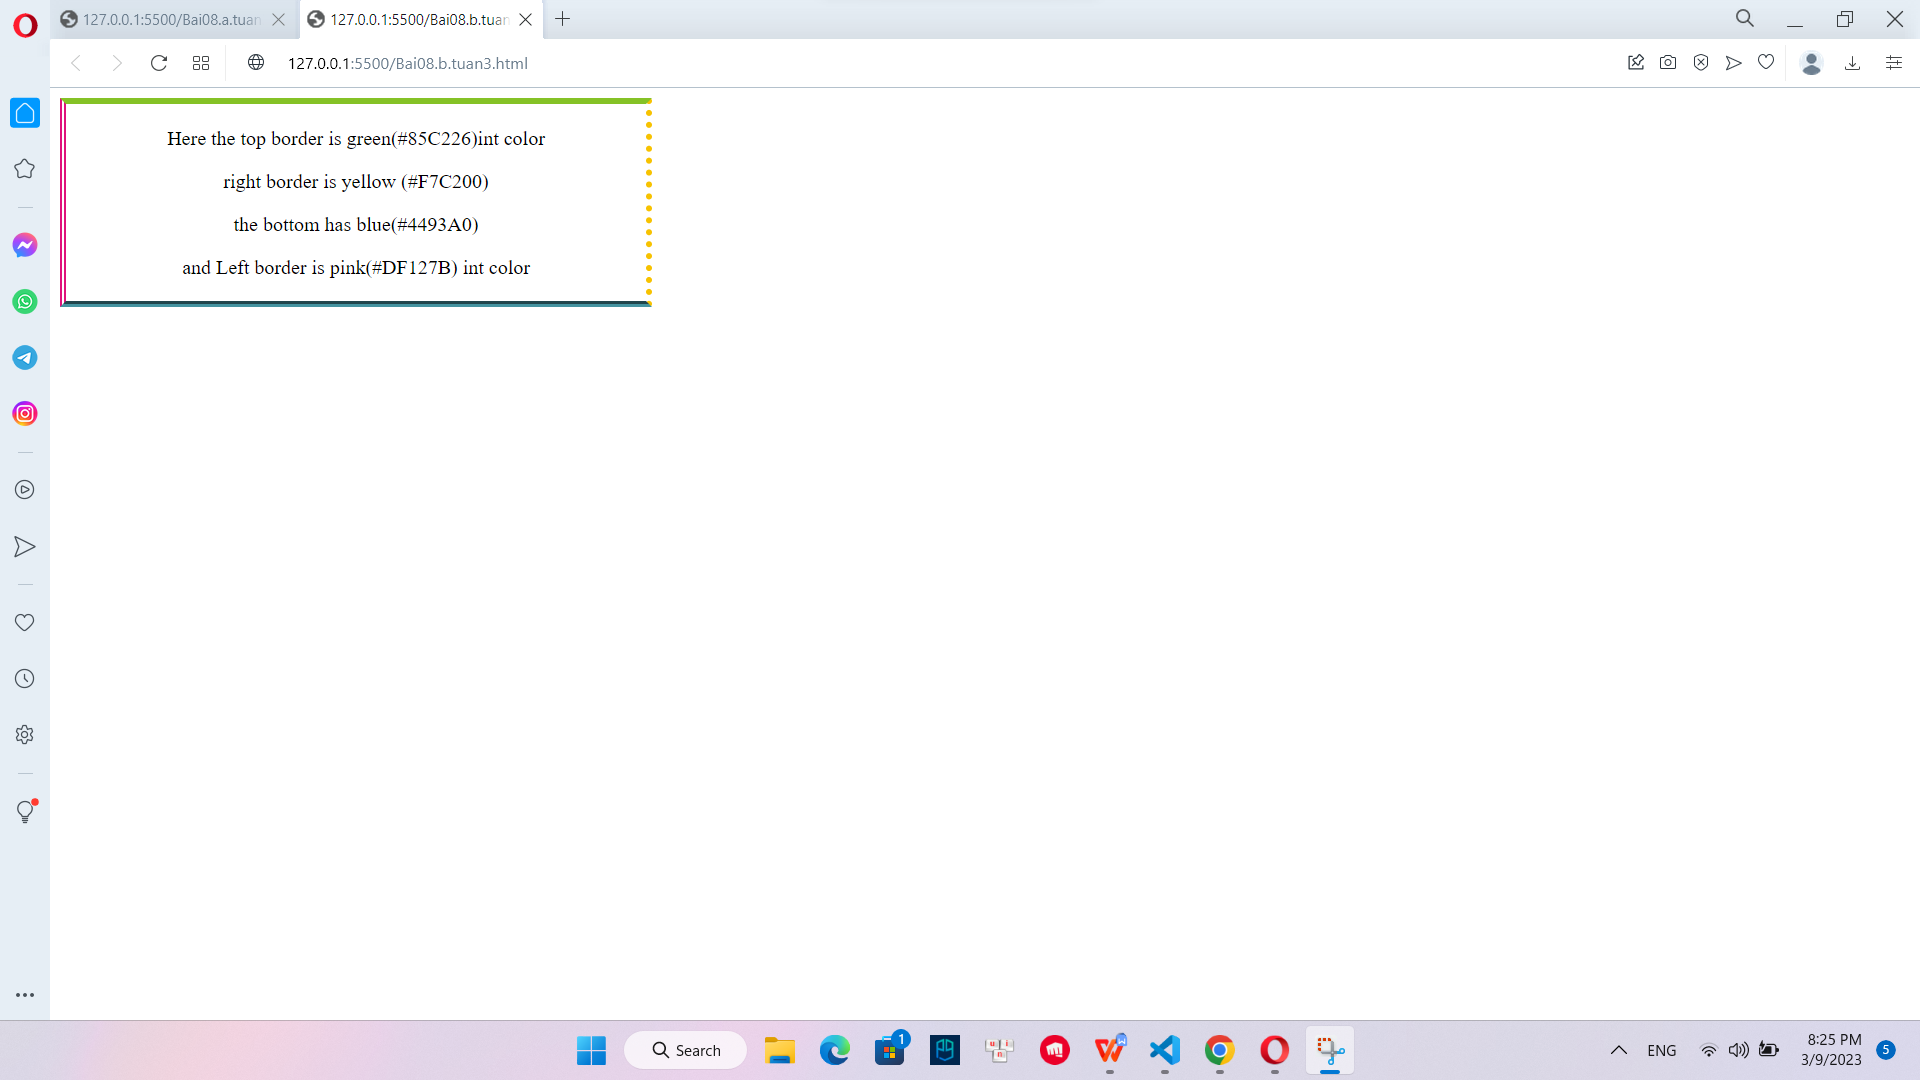 127.0.0.1:5500/Bai08.a.tuan
127.0.0.1:5500/Bai08.b.tuan
127.0.0.1:5500/Bai08.b.tuan3.html
Here the top border is green(#85C226)int color
right border is yellow (#F7C200)
the bottom has blue(#4493A0)
and Left border is pink(#DF127B) int color
Search
1
ENG
8:25 PM
3/9/2023
5